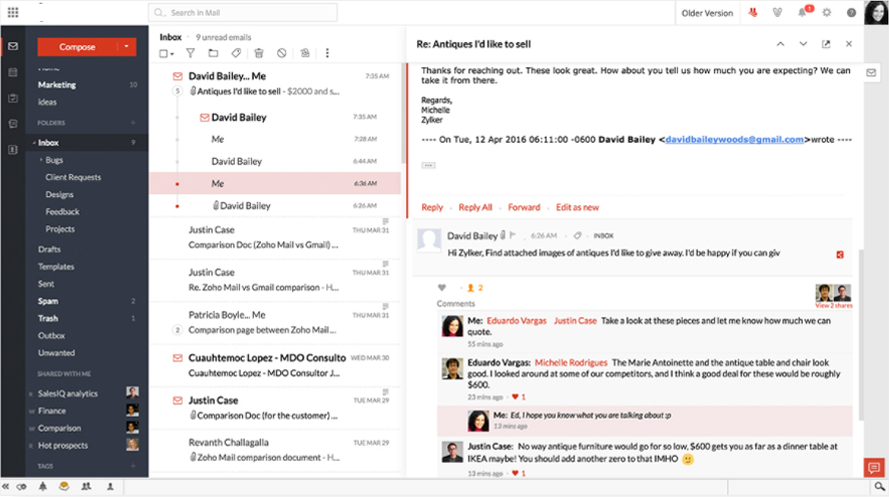 Search in Mail
Older Version
1
Compose
Marketing 10
ideas
FOLDERS
Inbox 9
Bugs
Client Requests
Designs
Feedback
Projects
Drafts
Templates
Sent
Spam 2
Trash 1
Outbox
Unwanted
SHARED WITH ME
SalesIQ analytics
Finance
Comparison
Hot prospects
TAGS
Inbox 9 unread emails
David Bailey... Me 7:35 AM
5 Antiques I'd like to sell - $2000 and s...
David Bailey 7:35 AM
Me 7:28 AM
David Bailey 6:44 AM
Me 6:36 AM
David Bailey 6:26 AM
Justin Case THU MAR 31
Comparison Doc (Zoho Mail vs Gmail) ...
Justin Case THU MAR 31
Re. Zoho Mail vs Gmail comparison - H...
Patricia Boyle... Me THU MAR 31
2 Comparison page between Zoho Mail ...
Cuauhtemoc Lopez - MDO Consulto WED MAR 30
Cuauhtemoc Lopez - MDO Consultor J...
Justin Case TUE MAR 29
Comparison Doc (for the customer) ...
Revanth Challagalla TUE MAR 29
Zoho Mail comparison document - H...
Re: Antiques I'd like to sell
Thanks for reaching out. These look great. How about you tell us how much you are expecting? We can
take it from there.
Regards,
Michelle
Zylker
---- On Tue, 12 Apr 2016 06:11:00 -0600 David Bailey <davidbaileywoods@gmail.com>wrote ----
Reply Reply All Forward Edit as new
David Bailey , 6:26 AM INBOX
Hi Zylker, Find attached images of antiques I'd like to give away. I'd be happy if you can giv
2
View 2 shares
Comments
Me: Eduardo Vargas Justin Case Take a look at these pieces and let me know how much we can
quote.
55 mins ago
Eduardo Vargas: Michelle Rodrigues The Marie Antoinette and the antique table and chair look
good. I looked around at some of our competitors, and I think a good deal for these would be roughly
$600.
23 mins ago 1
Me: Ed, I hope you know what you are talking about ;p
13 mins ago
Justin Case: No way antique furniture would go for so low, $600 gets you as far as a dinner table at
IKEA maybe! You should add another zero to that IMHO
13 mins ago 1